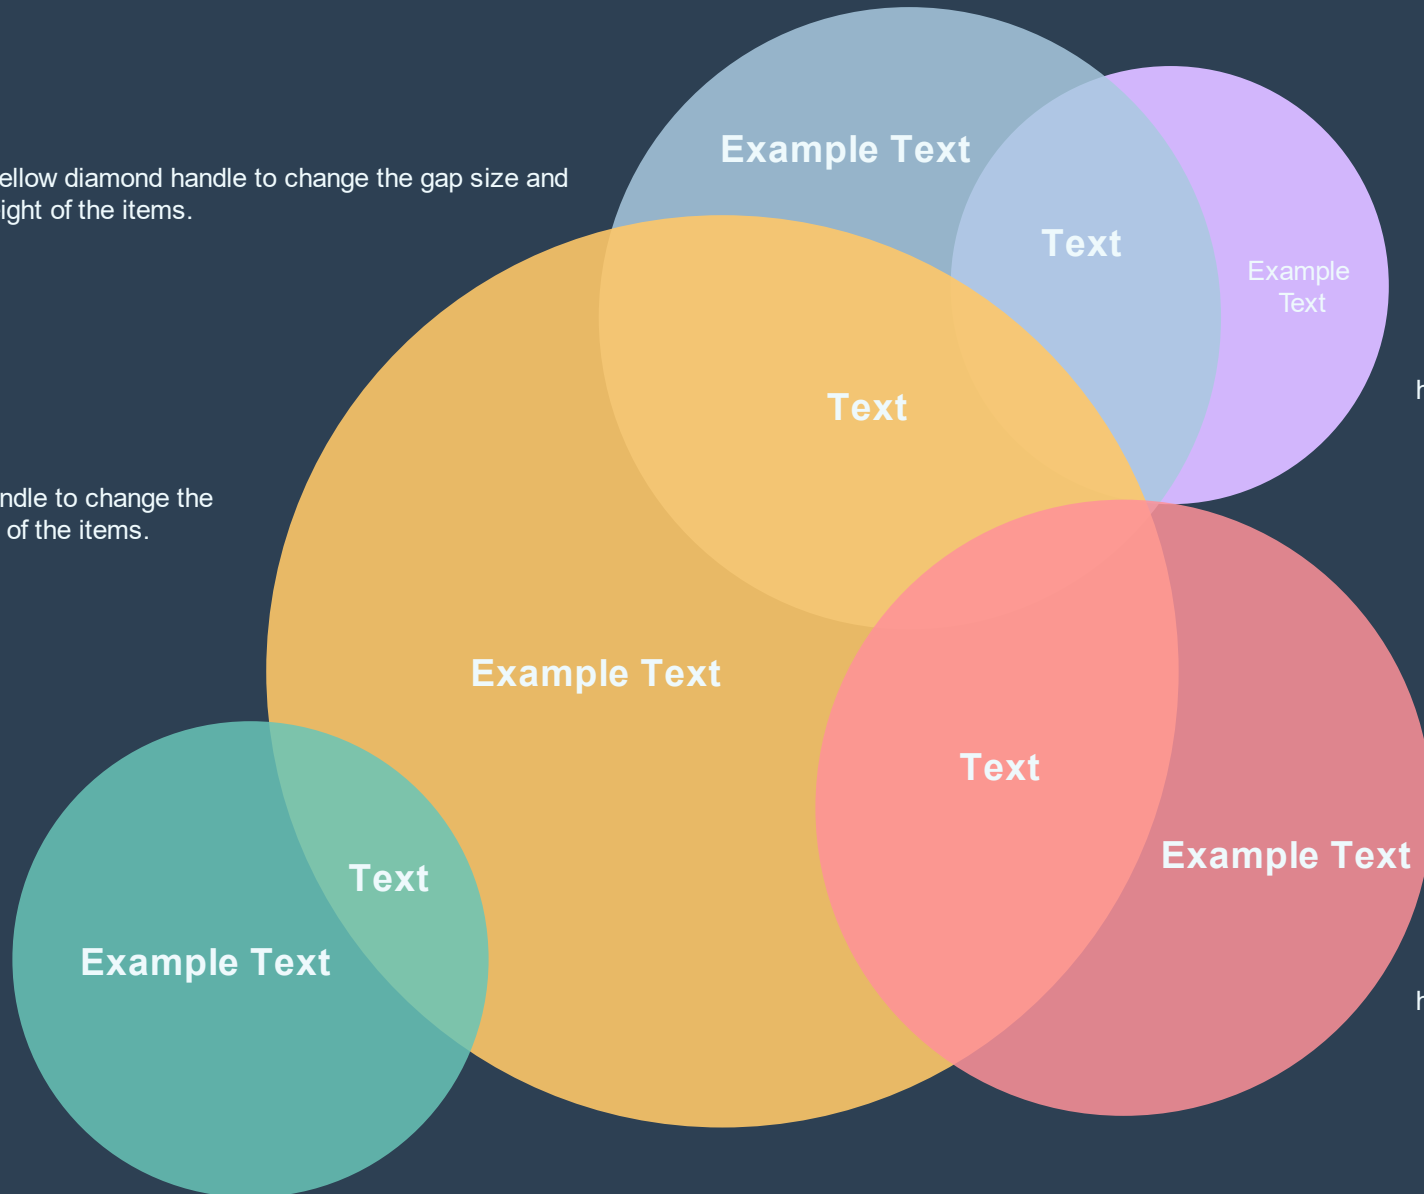 Example Text
ellow diamond handle to change the gap size and
ight of the items.
Text
Example
Text
Text
ndle to change the
of the items.
Example Text
Text
Example Text
Text
Example Text
h
h